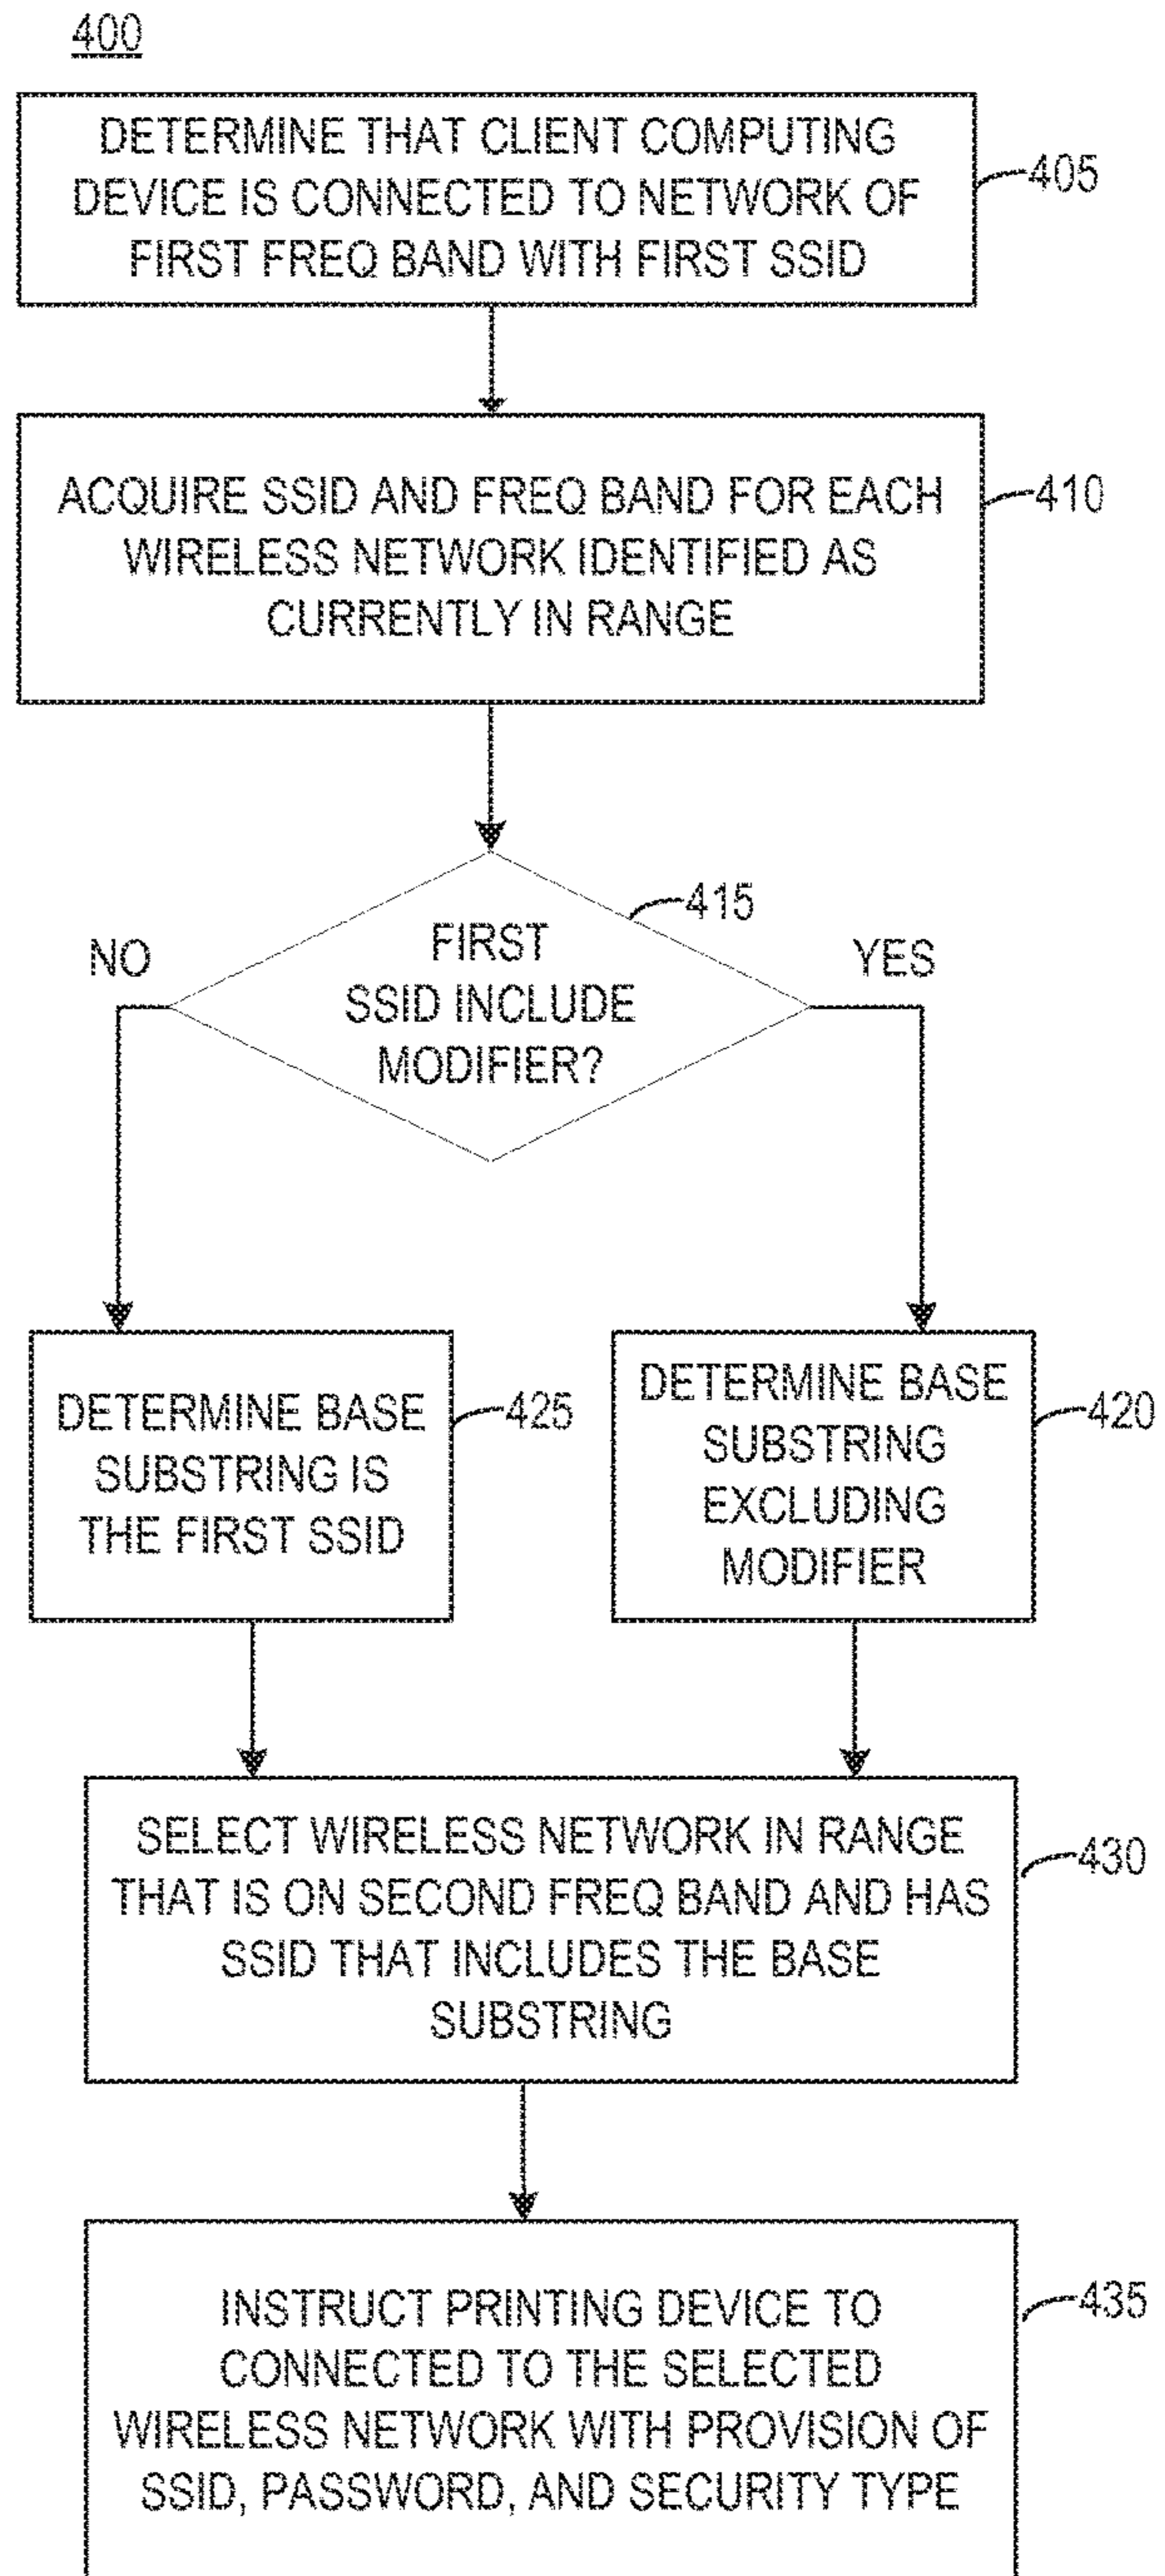 400
DETERMINE THAT CLIENT COMPUTING
DEVICE IS CONNECTED TO NETWORK OF
FIRST FREQ BAND WITH FIRST SSID
405
ACQUIRE SSID AND FREQ BAND FOR EACH
WIRELESS NETWORK IDENTIFIED AS
CURRENTLY IN RANGE
410
415
NO
FIRST
SSID INCLUDE
MODIFIER?
YES
DETERMINE BASE
SUBSTRING IS
THE FIRST SSID
425
DETERMINE BASE
SUBSTRING
EXCLUDING
MODIFIER
420
SELECT WIRELESS NETWORK IN RANGE
THAT IS ON SECOND FREQ BAND AND HAS
SSID THAT INCLUDES THE BASE
SUBSTRING
430
INSTRUCT PRINTING DEVICE TO
CONNECTED TO THE SELECTED
WIRELESS NETWORK WITH PROVISION OF
SSID, PASSWORD, AND SECURITY TYPE
435